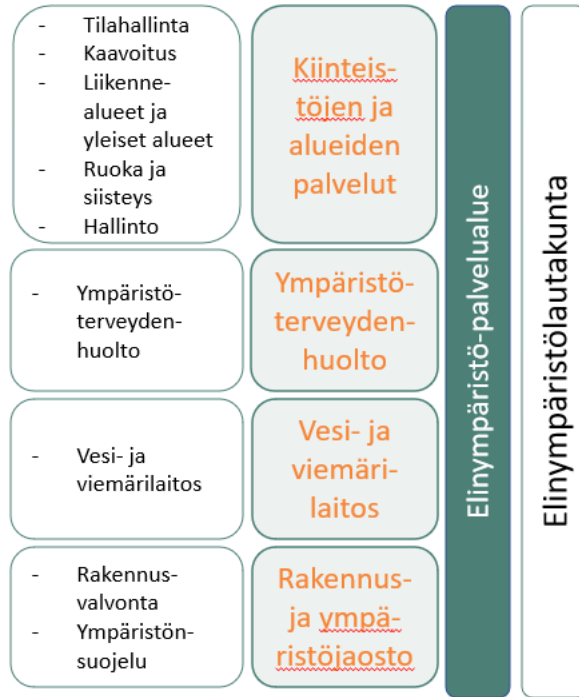 - Tilahallinta
- Kaavoitus
- Liikenne-
alueet ja
yleiset alueet
- Ruoka ja
siisteys
- Hallinto
Kiinteis-
töjen ja
alueiden
palvelut
- Ympäristö-
terveyden-
huolto
Ympäristö-
terveyden-
huolto
- Vesi- ja
viemärilaitos
Vesi- ja
viemäri-
laitos
- Rakennus-
valvonta
- Ympäristön-
suojelu
Rakennus-
ja ympä-
ristöjaosto
Elinympäristö-palvelualue
Elinympäristölautakunta